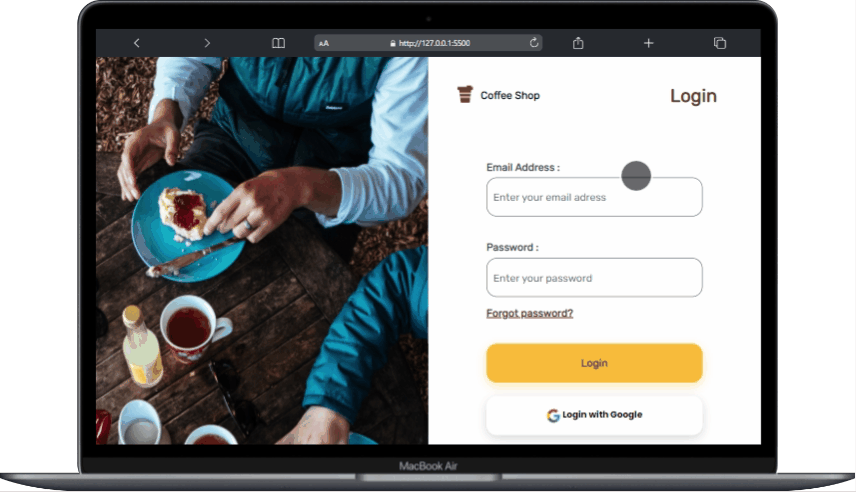 AA
http://127.0.0.1:5500
Coffee Shop
Login
Email Address :
Enter your email adress
Password :
Enter your password
Forgot password?
Login
Login with Google
MacBook Air